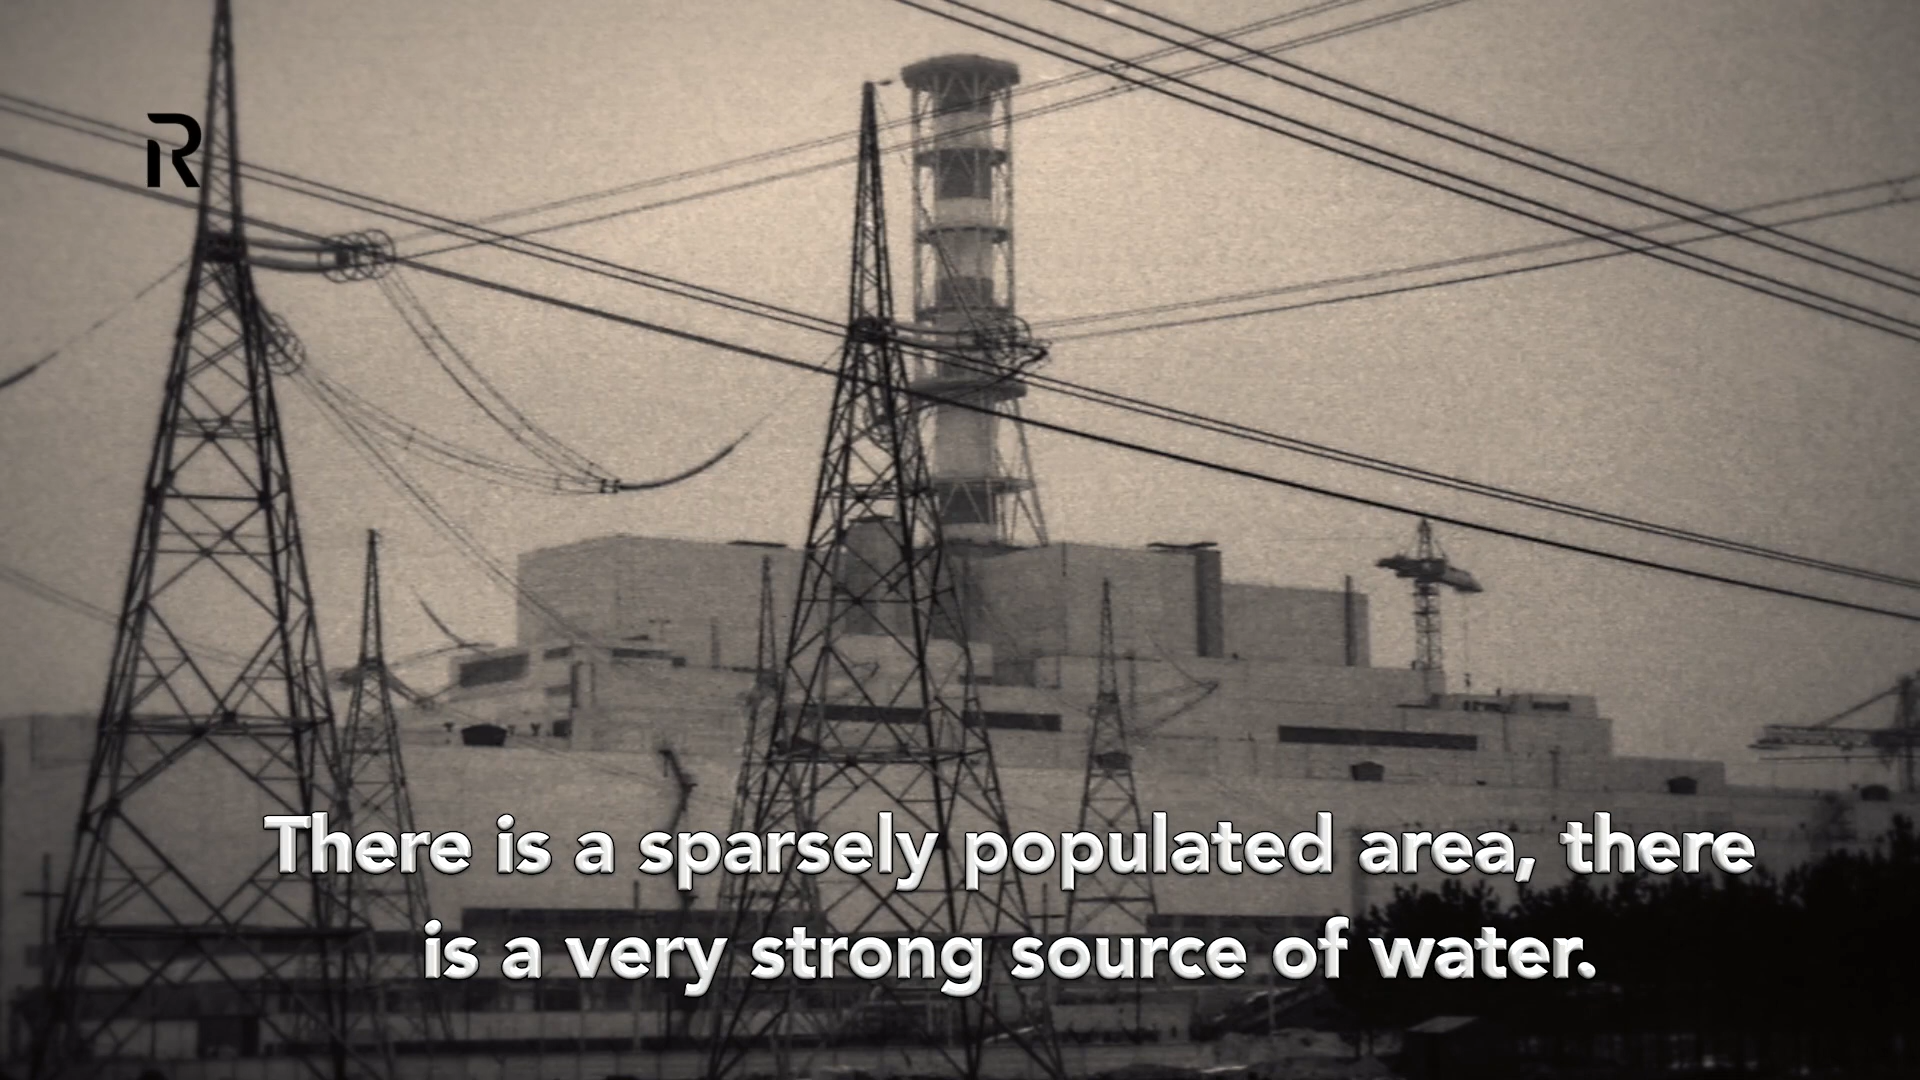 R
There is a sparsely populated area, there
is a very strong source of water.